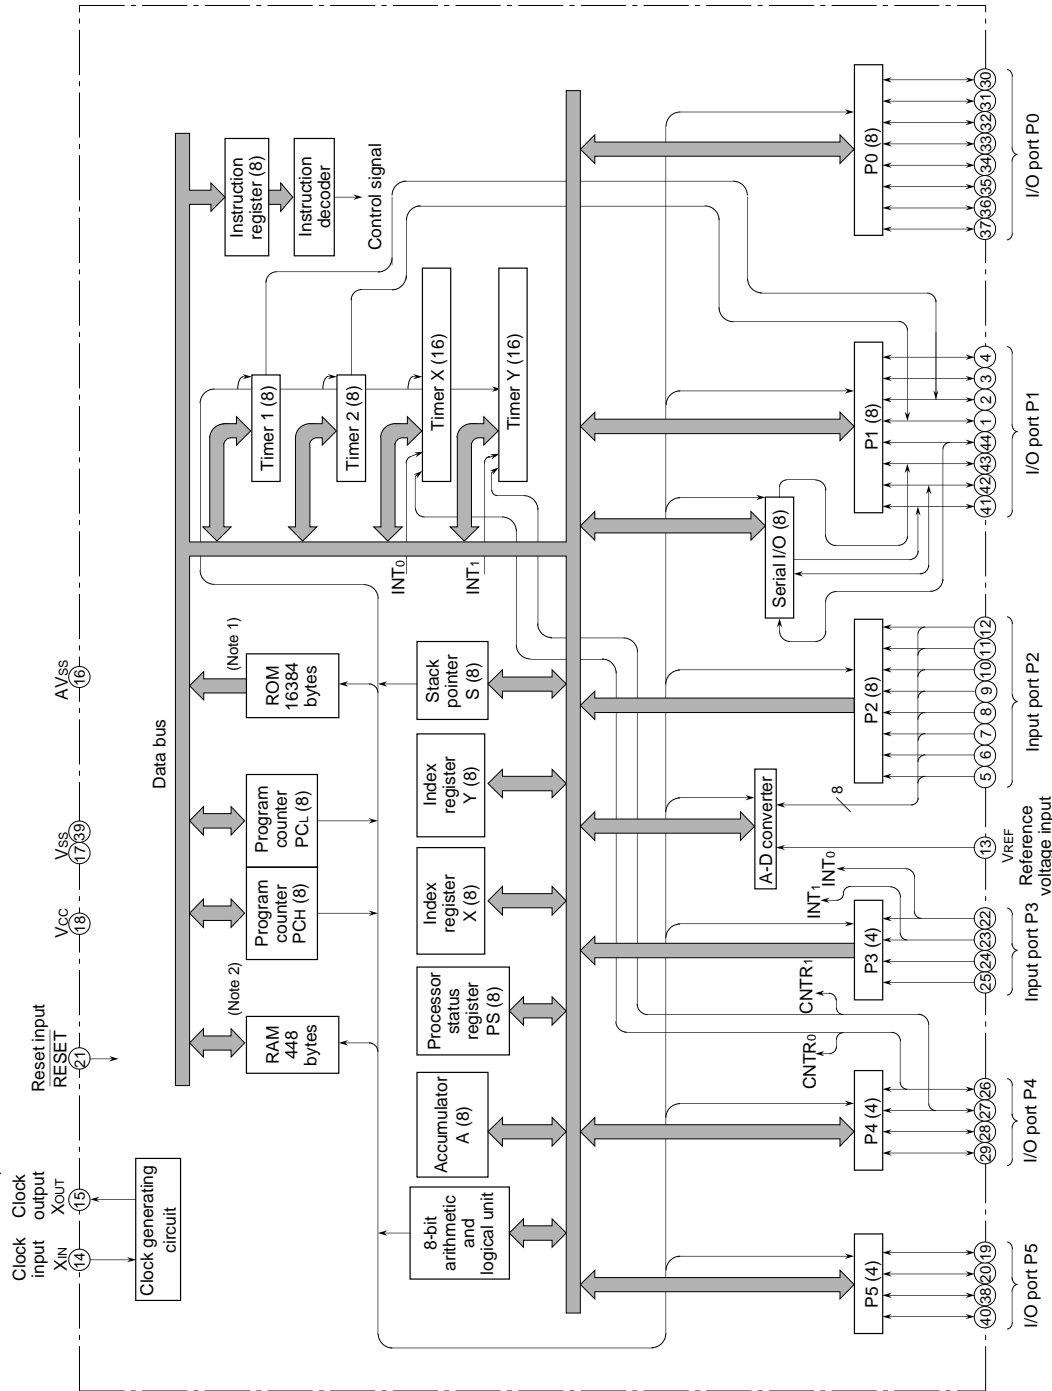 Clock
input
XIN
14
Clock
output
XOUT
15
Reset input
RESET
21
VCC
18
VSS
17 39
AVSS
16
Clock generating
circuit
Data bus
RAM
448
bytes
(Note 2)
Program
counter
PCH (8)
Program
counter
PCL (8)
ROM
16384
bytes
(Note 1)
Instruction
register (8)
Instruction
decoder
Control signal
Timer 1 (8)
Timer 2 (8)
Timer X (16)
Timer Y (16)
INT0
INT1
8-bit
arithmetic
and
logical unit
Accumulator
A (8)
Processor
status
register
PS (8)
Index
register
X (8)
Index
register
Y (8)
Stack
pointer
S (8)
CNTR0
CNTR1
INT1
INT0
P5 (4)
P4 (4)
P3 (4)
A-D converter
8
P2 (8)
Serial I/O (8)
P1 (8)
P0 (8)
40 38 20 19
29 28 27 26
25 24 23 22
13
5 6 7 8 9 10 11 12
41 42 43 44 1 2 3 4
37 36 35 34 33 32 31 30
I/O port P5
I/O port P4
Input port P3
VREF
Reference
voltage input
Input port P2
I/O port P1
I/O port P0